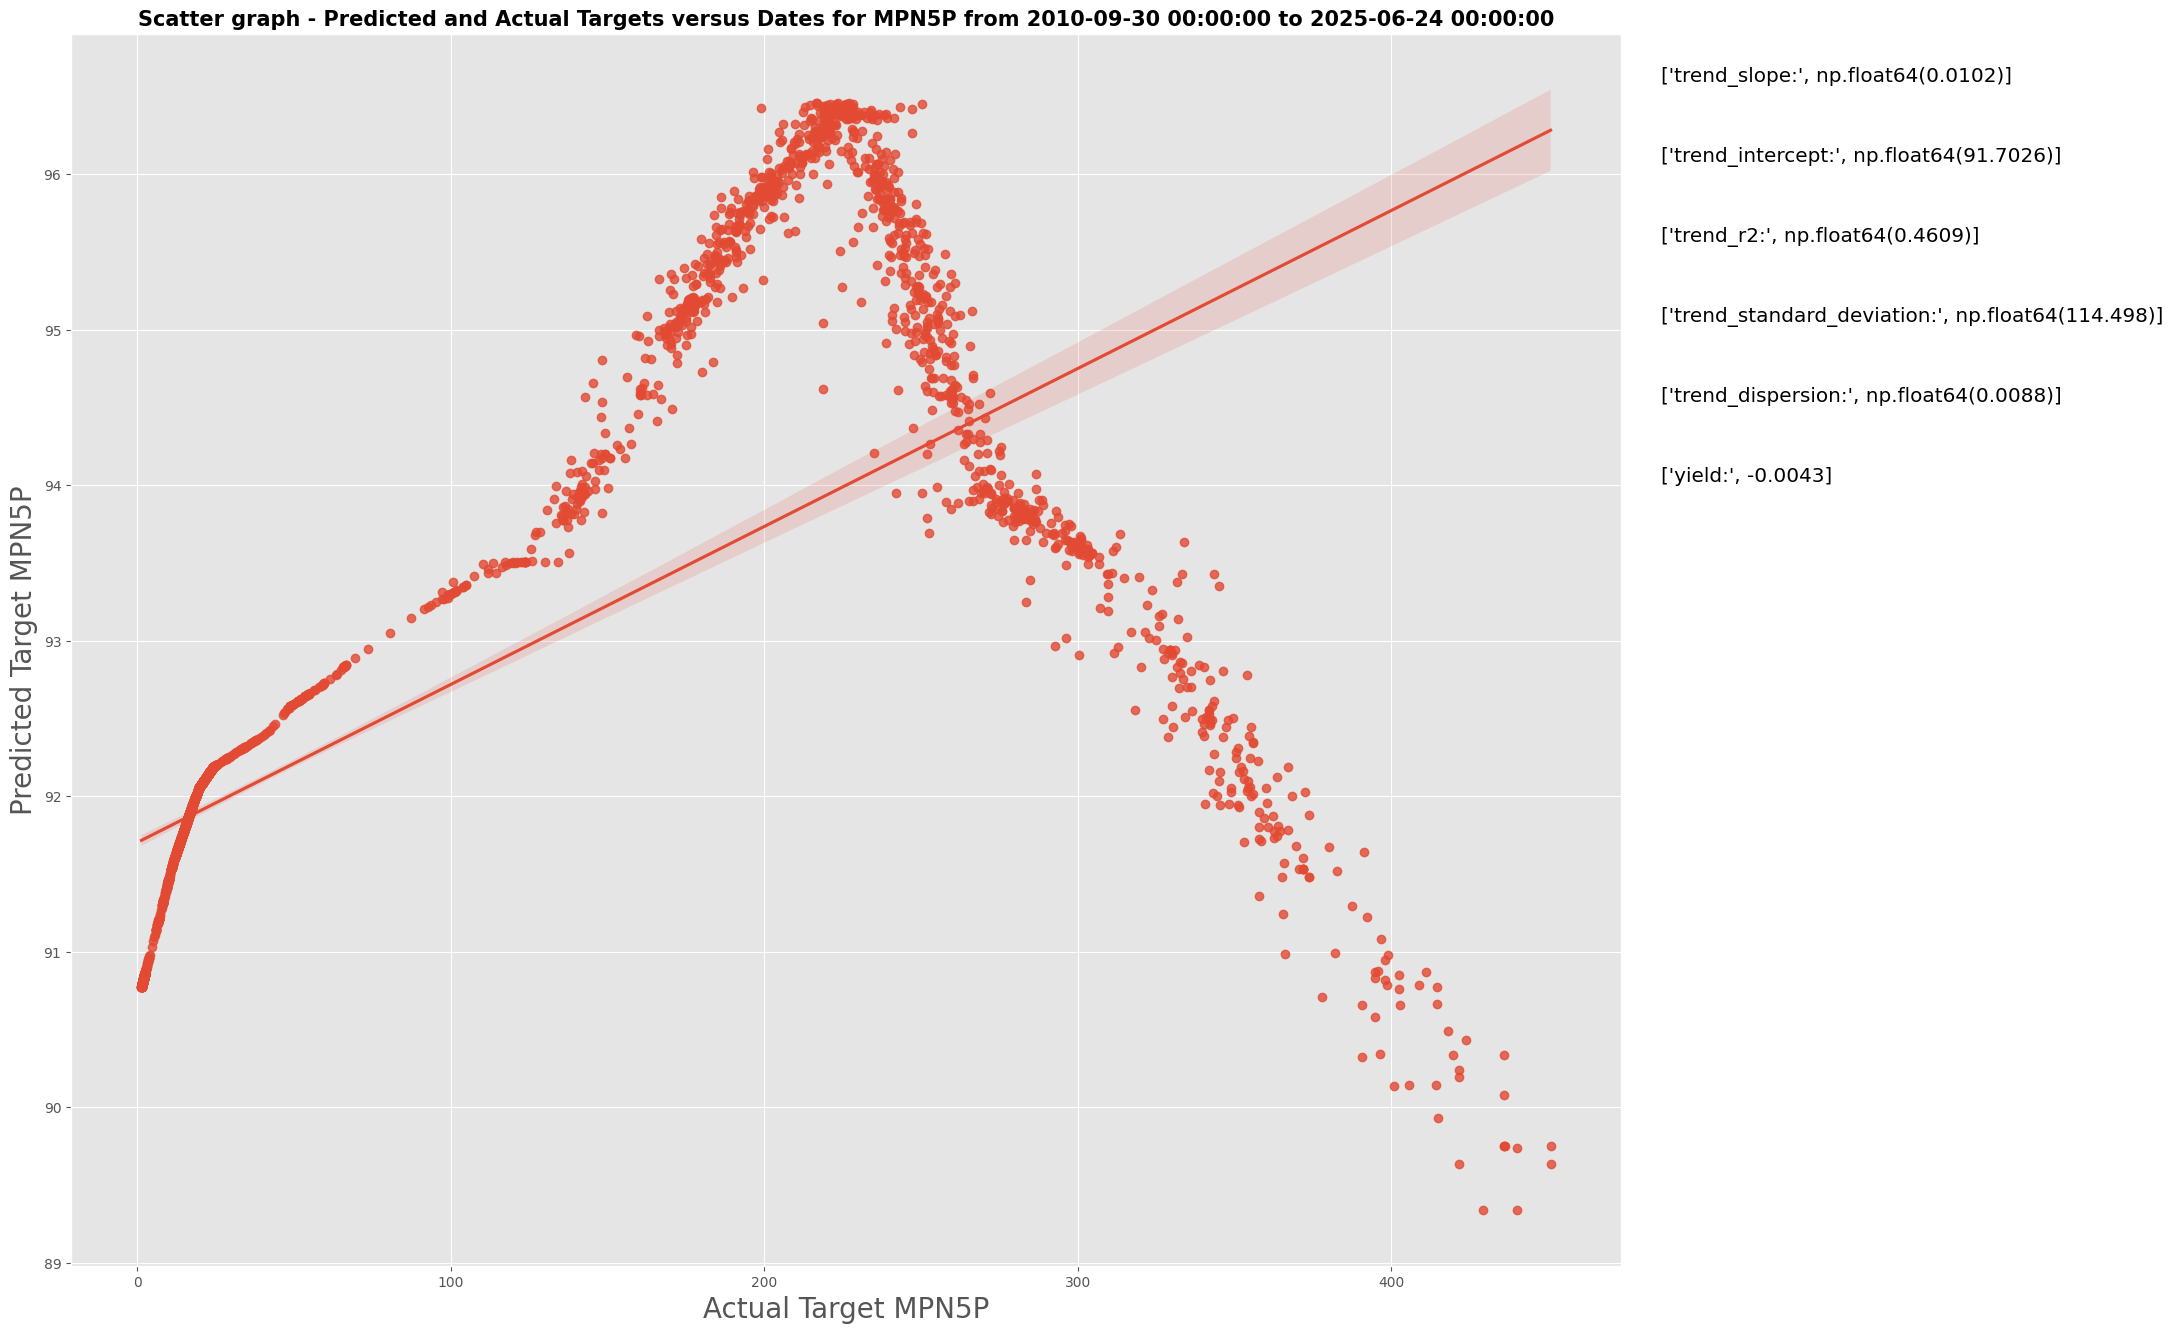 Scatter graph - Predicted and Actual Targets versus Dates for MPN5P from 2010-09-30 00:00:00 to 2025-06-24 00:00:00
['trend_slope:', np.float64(0.0102)]
['trend_intercept:', np.float64(91.7026)]
['trend_r2:', np.float64(0.4609)]
['trend_standard_deviation:', np.float64(114.498)]
['trend_dispersion:', np.float64(0.0088)]
['yield:', -0.0043]
Predicted Target MPN5P
96
95
94
93
92
91
90
89
0 100 200 300 400
Actual Target MPN5P